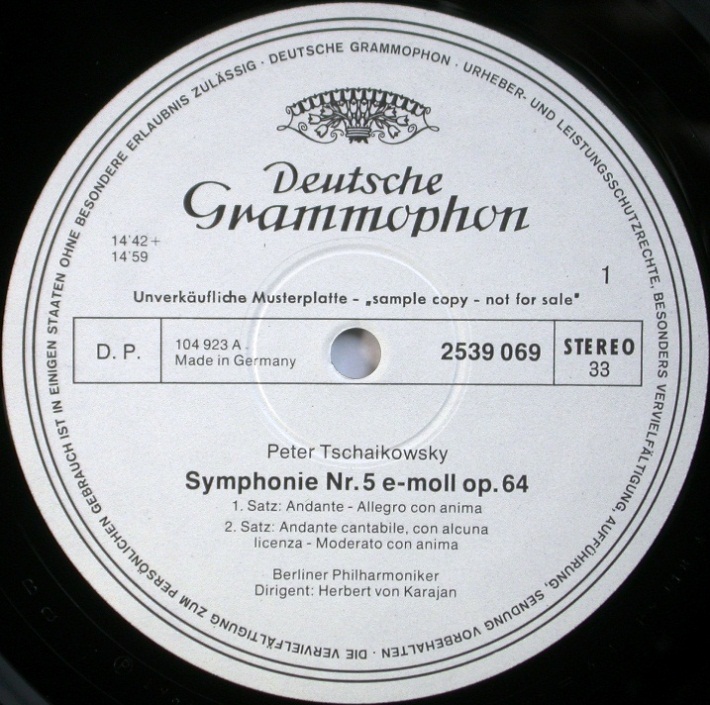 DEUTSCHE GRAMMOPHON · URHEBER- UND LEISTUNGSSCHUTZRECHTE, BESONDERS VERVIELFÄLTIGUNG, AUFFÜHRUNG, SENDUNG VORBEHALTEN · DIE VERVIELFÄLTIGUNG ZUM PERSÖNLICHEN GEBRAUCH IST IN EINIGEN STAATEN OHNE BESONDERE ERLAUBNIS ZULÄSSIG ·
Deutsche
Grammophon
14'42 +
14'59
1
Unverkäufliche Musterplatte - „sample copy - not for sale"
D. P.
104 923 A
Made in Germany
2539 069
STEREO
33
Peter Tschaikowsky
Symphonie Nr. 5 e-moll op. 64
1. Satz: Andante - Allegro con anima
2. Satz: Andante cantabile, con alcuna
licenza - Moderato con anima
Berliner Philharmoniker
Dirigent: Herbert von Karajan